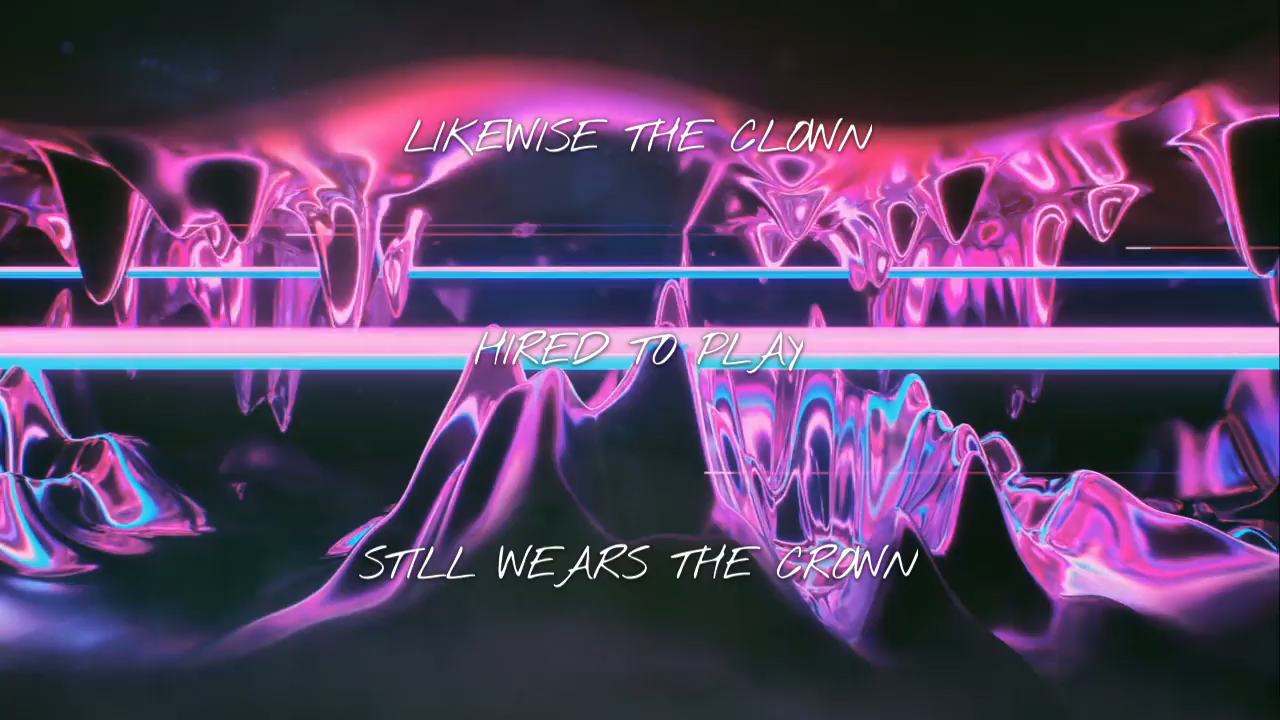 LIKEWISE THE CLOWN
HIRED TO PLAY
STILL WEARS THE CROWN